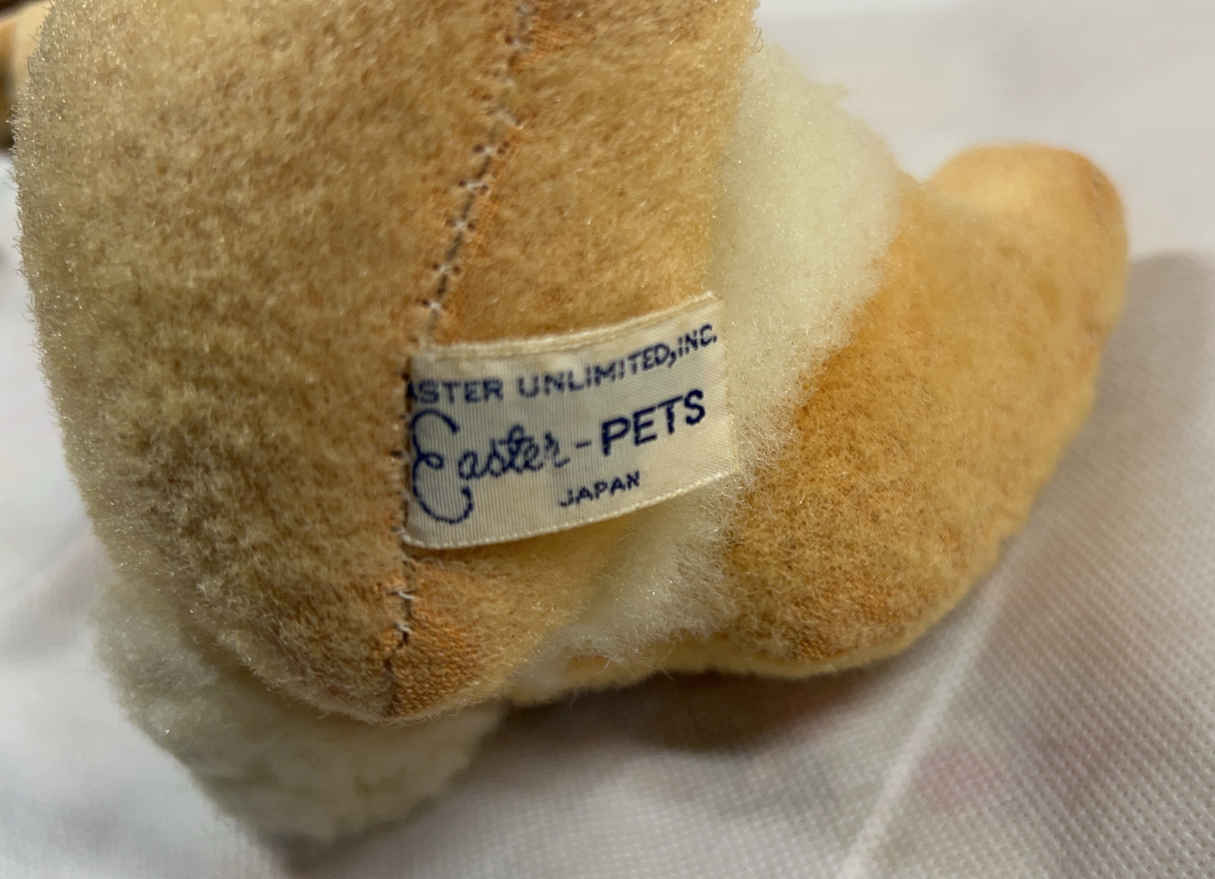 ASTER UNLIMITED, INC.
Easter-PETS
JAPAN